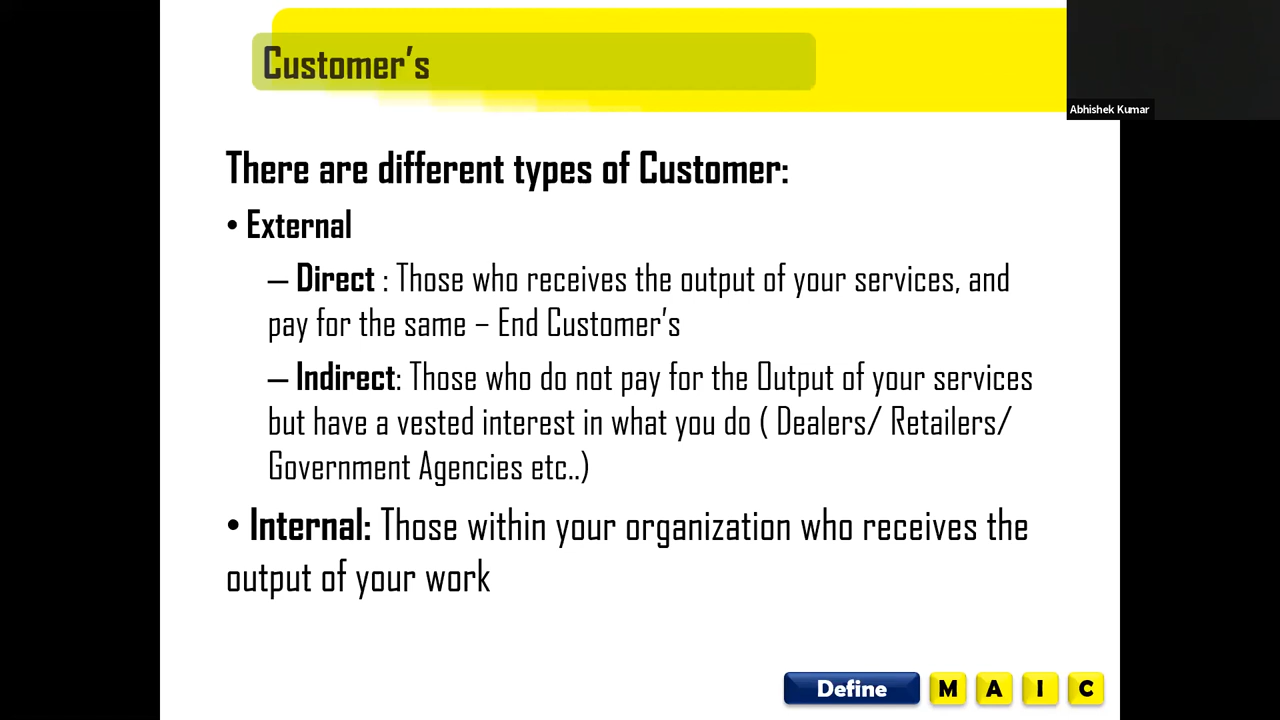 Customer’s
Abhishek Kumar
There are different types of Customer:
• External
– Direct : Those who receives the output of your services, and
pay for the same – End Customer’s
– Indirect: Those who do not pay for the Output of your services
but have a vested interest in what you do ( Dealers/ Retailers/
Government Agencies etc..)
• Internal: Those within your organization who receives the
output of your work
Define M A I C